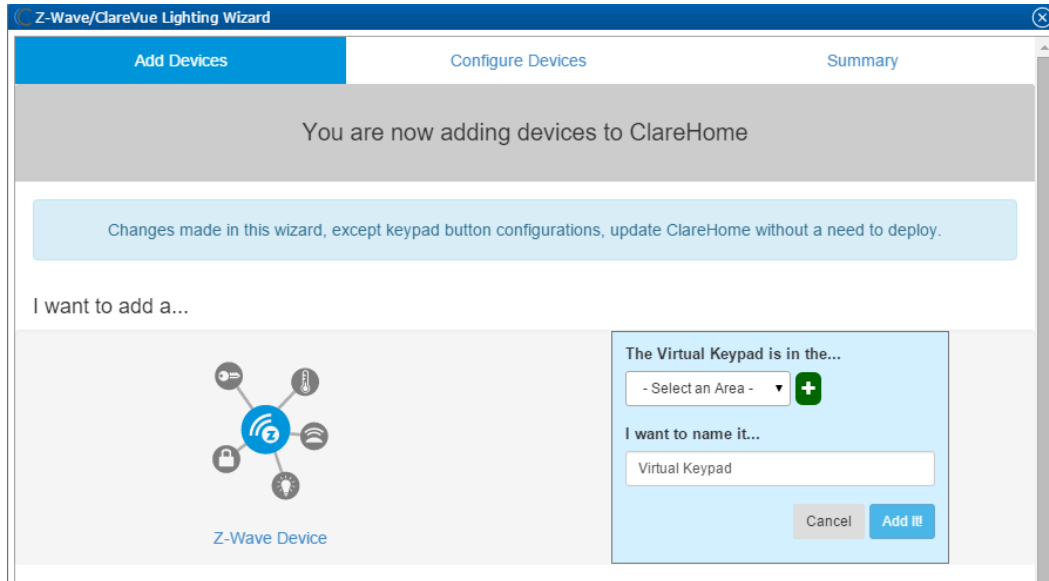 Z-Wave/ClareVue Lighting Wizard
Add Devices
Configure Devices
Summary
You are now adding devices to ClareHome
Changes made in this wizard, except keypad button configurations, update ClareHome without a need to deploy.
I want to add a...
The Virtual Keypad is in the...
- Select an Area -
I want to name it...
Virtual Keypad
Cancel
Add It!
Z-Wave Device